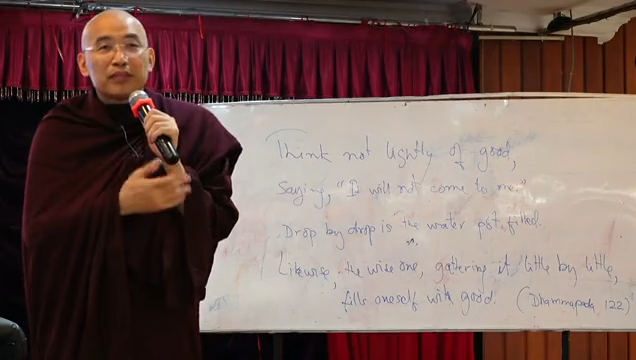 Think not lightly of good,
Saying, "It will not come to me."
Drop by drop is the water pot filled.
Likewise, the wise one, gathering it little by little,
fills oneself with good. (Dhammapada 122)